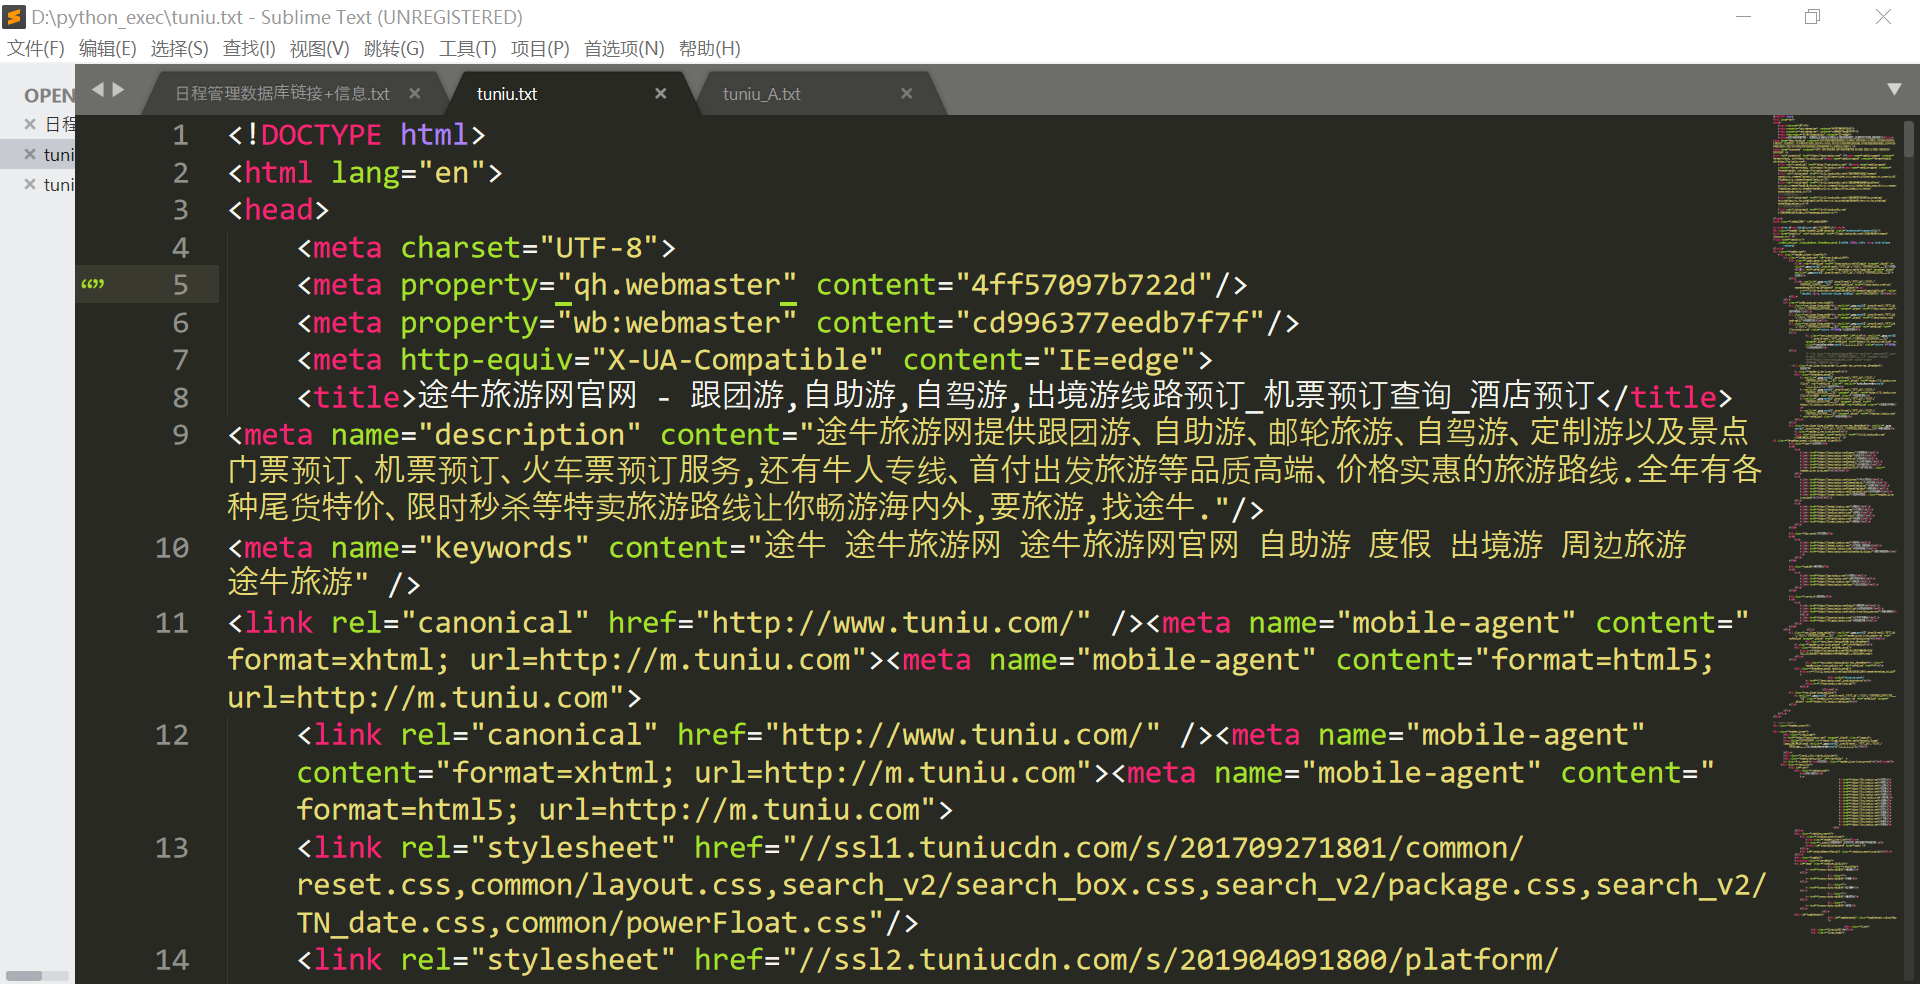 D:\python_exec\tuniu.txt - Sublime Text (UNREGISTERED)
文件(F) 编辑(E) 选择(S) 查找(I) 视图(V) 跳转(G) 工具(T) 项目(P) 首选项(N) 帮助(H)
OPEN
日程
tuni
tuni
日程管理数据库链接+信息.txt
tuniu.txt
tuniu_A.txt
1 <!DOCTYPE html>
2 <html lang="en">
3 <head>
4 <meta charset="UTF-8">
5 <meta property="qh.webmaster" content="4ff57097b722d"/>
6 <meta property="wb:webmaster" content="cd996377eedb7f7f"/>
7 <meta http-equiv="X-UA-Compatible" content="IE=edge">
8 <title>途牛旅游网官网 - 跟团游,自助游,自驾游,出境游线路预订_机票预订查询_酒店预订</title>
9 <meta name="description" content="途牛旅游网提供跟团游、自助游、邮轮旅游、自驾游、定制游以及景点
门票预订、机票预订、火车票预订服务,还有牛人专线、首付出发旅游等品质高端、价格实惠的旅游路线.全年有各
种尾货特价、限时秒杀等特卖旅游路线让你畅游海内外,要旅游,找途牛."/>
10 <meta name="keywords" content="途牛 途牛旅游网 途牛旅游网官网 自助游 度假 出境游 周边旅游
途牛旅游" />
11 <link rel="canonical" href="http://www.tuniu.com/" /><meta name="mobile-agent" content="
format=xhtml; url=http://m.tuniu.com"><meta name="mobile-agent" content="format=html5;
url=http://m.tuniu.com">
12 <link rel="canonical" href="http://www.tuniu.com/" /><meta name="mobile-agent"
content="format=xhtml; url=http://m.tuniu.com"><meta name="mobile-agent" content="
format=html5; url=http://m.tuniu.com">
13 <link rel="stylesheet" href="//ssl1.tuniucdn.com/s/201709271801/common/
reset.css,common/layout.css,search_v2/search_box.css,search_v2/package.css,search_v2/
TN_date.css,common/powerFloat.css"/>
14 <link rel="stylesheet" href="//ssl2.tuniucdn.com/s/201904091800/platform/